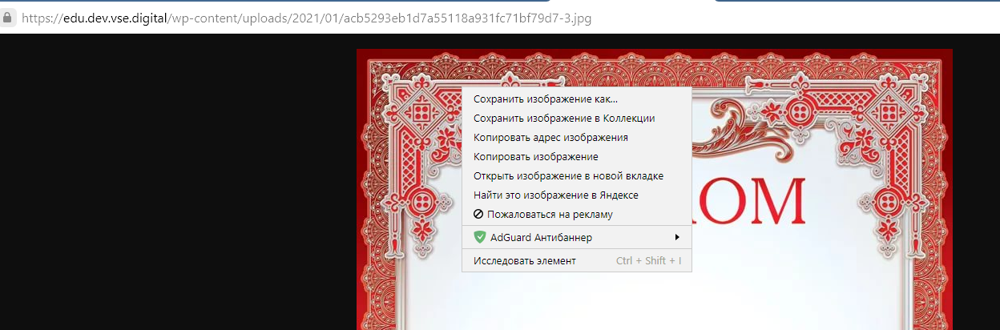 https://edu.dev.vse.digital/wp-content/uploads/2021/01/acb5293eb1d7a55118a931fc71bf79d7-3.jpg
Сохранить изображение как...
Сохранить изображение в Коллекции
Копировать адрес изображения
Копировать изображение
Открыть изображение в новой вкладке
Найти это изображение в Яндексе
ЛОМ
Пожаловаться на рекламу
AdGuard Антибаннер
Исследовать элемент Ctrl + Shift + I